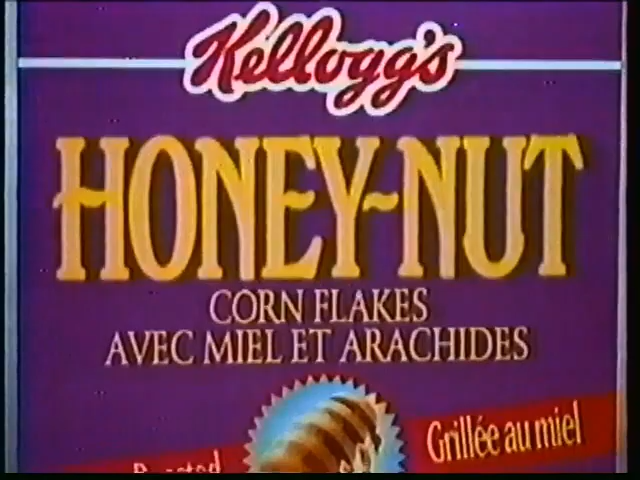 Kellogg's
HONEY-NUT
CORN FLAKES
AVEC MIEL ET ARACHIDES
Grillée au miel